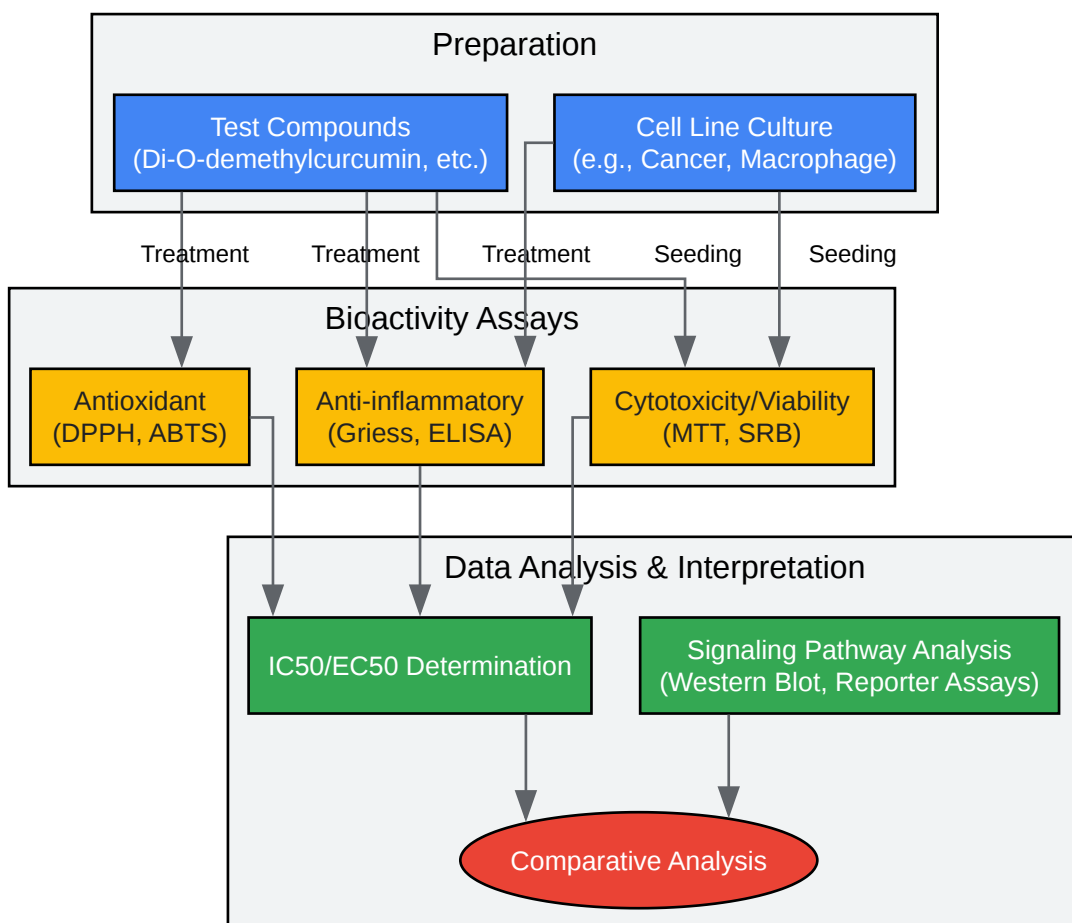 Preparation
Test Compounds
(Di-O-demethylcurcumin, etc.)
Cell Line Culture
(e.g., Cancer, Macrophage)
Treatment
Treatment
Treatment
Seeding
Seeding
Bioactivity Assays
Antioxidant
(DPPH, ABTS)
Anti-inflammatory
(Griess, ELISA)
Cytotoxicity/Viability
(MTT, SRB)
Data Analysis & Interpretation
IC50/EC50 Determination
Signaling Pathway Analysis
(Western Blot, Reporter Assays)
Comparative Analysis